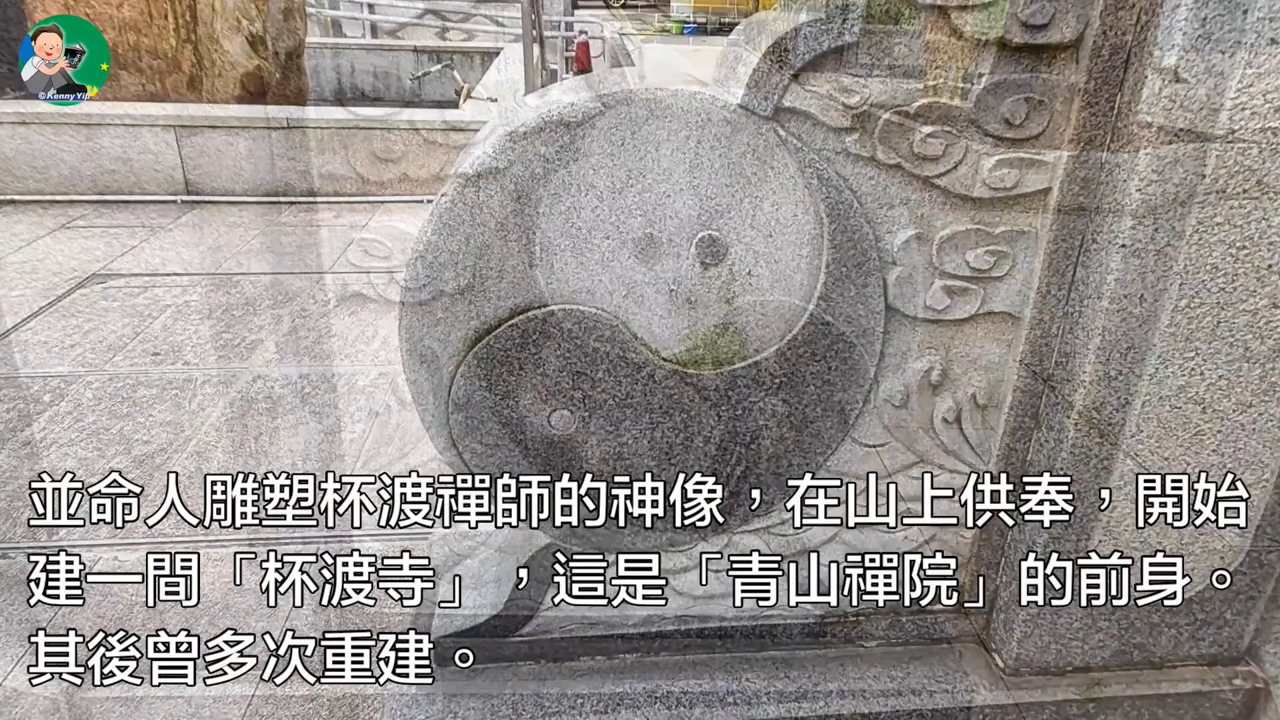 ©Kenny Yip
並命人雕塑杯渡禪師的神像，在山上供奉，開始
建一間「杯渡寺」，這是「青山禪院」的前身。
其後曾多次重建。